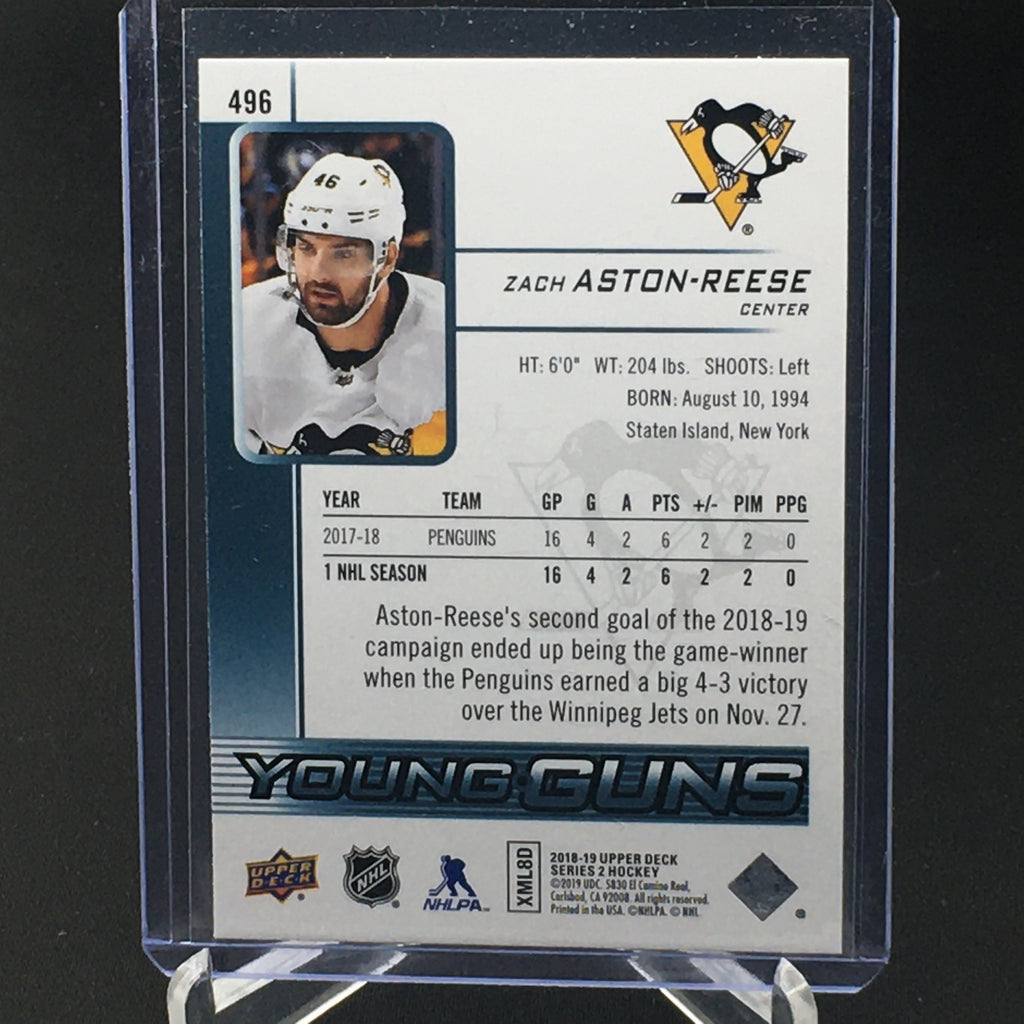 496
46
ZACH ASTON-REESE
CENTER
HT: 6'0" WT: 204 lbs. SHOOTS: Left
BORN: August 10, 1994
Staten Island, New York
YEAR TEAM GP G A PTS +/- PIM PPG
2017-18 PENGUINS 16 4 2 6 2 2 0
1 NHL SEASON 16 4 2 6 2 2 0
Aston-Reese's second goal of the 2018-19
campaign ended up being the game-winner
when the Penguins earned a big 4-3 victory
over the Winnipeg Jets on Nov. 27.
YOUNG GUNS
UPPER
D·E·C·K
NHL
NHLPA
XML8D
2018-19 UPPER DECK
SERIES 2 HOCKEY
©2019 UDC. 5830 El Camino Real,
Carlsbad, CA 92008. All rights reserved.
Printed in the USA. ©NHLPA. © NHL